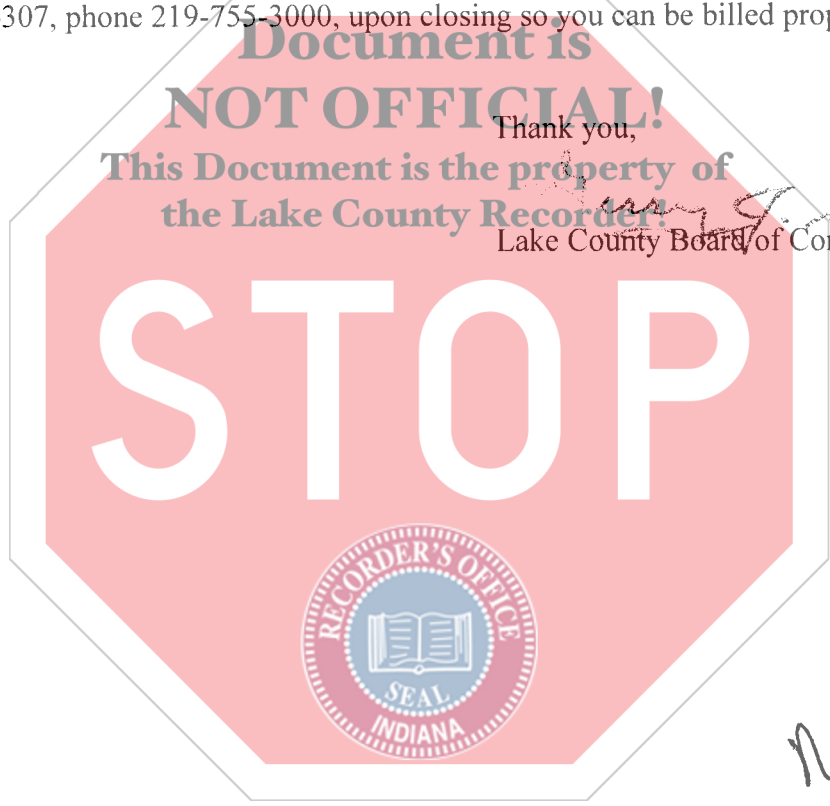 307, phone 219-755-3000, upon closing so you can be billed prop
Document is
NOT OFFICIAL!
Thank you,
This Document is the property of
the Lake County Recorder!
Lake County Board of Co
STOP
RECORDER'S OFFICE
SEAL
INDIANA